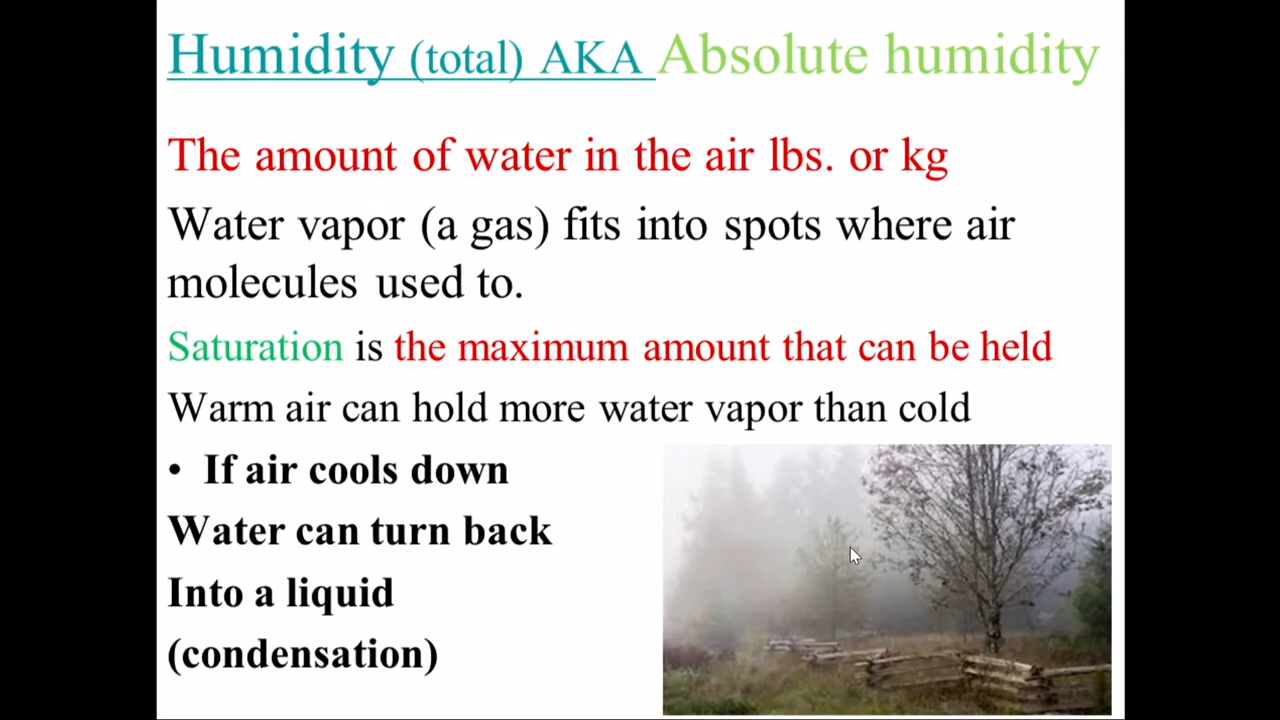 Humidity (total) AKA Absolute humidity
The amount of water in the air lbs. or kg
Water vapor (a gas) fits into spots where air
molecules used to.
Saturation is the maximum amount that can be held
Warm air can hold more water vapor than cold
• If air cools down
Water can turn back
Into a liquid
(condensation)